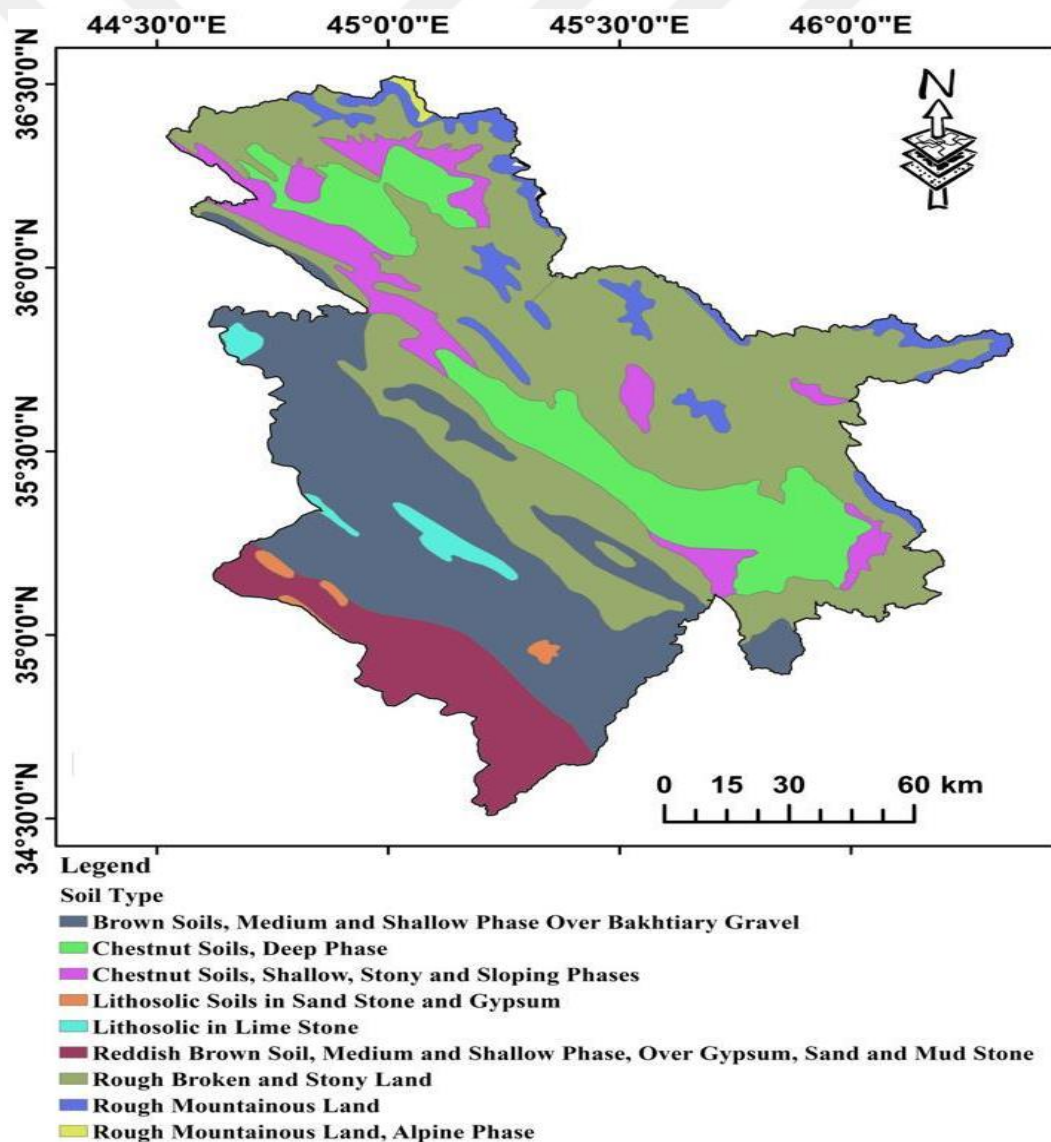 44°30'0"E 45°0'0"E 45°30'0"E 46°0'0"E
36°30'0"N
36°0'0"N
35°30'0"N
35°0'0"N
34°30'0"N
N
0 15 30 60 km
Legend
Soil Type
Brown Soils, Medium and Shallow Phase Over Bakhtiary Gravel
Chestnut Soils, Deep Phase
Chestnut Soils, Shallow, Stony and Sloping Phases
Lithosolic Soils in Sand Stone and Gypsum
Lithosolic in Lime Stone
Reddish Brown Soil, Medium and Shallow Phase, Over Gypsum, Sand and Mud Stone
Rough Broken and Stony Land
Rough Mountainous Land
Rough Mountainous Land, Alpine Phase